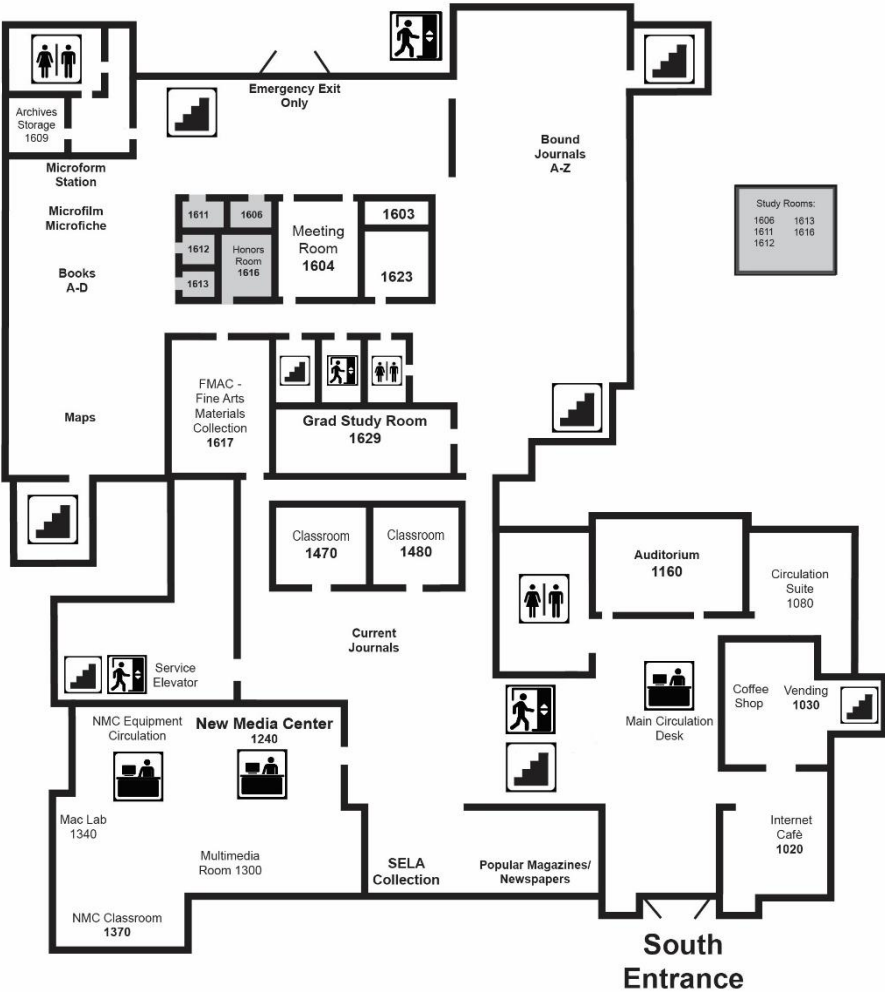 Emergency Exit
Only
Archives
Storage
1609
Bound
Journals
A-Z
Microform
Station
Microfilm
Microfiche
Books
A-D
1611
1606
1612
Honors
Room
1616
1613
Meeting
Room
1604
1603
1623
Study Rooms:
1606 1613
1611 1616
1612
FMAC -
Fine Arts
Materials
Collection
1617
Maps
Grad Study Room
1629
Classroom
1470
Classroom
1480
Auditorium
1160
Circulation
Suite
1080
Current
Journals
Service
Elevator
Main Circulation
Desk
Coffee
Shop
Vending
1030
NMC Equipment
Circulation
New Media Center
1240
Mac Lab
1340
Multimedia
Room 1300
Internet
Cafè
1020
SELA
Collection
Popular Magazines/
Newspapers
NMC Classroom
1370
South
Entrance